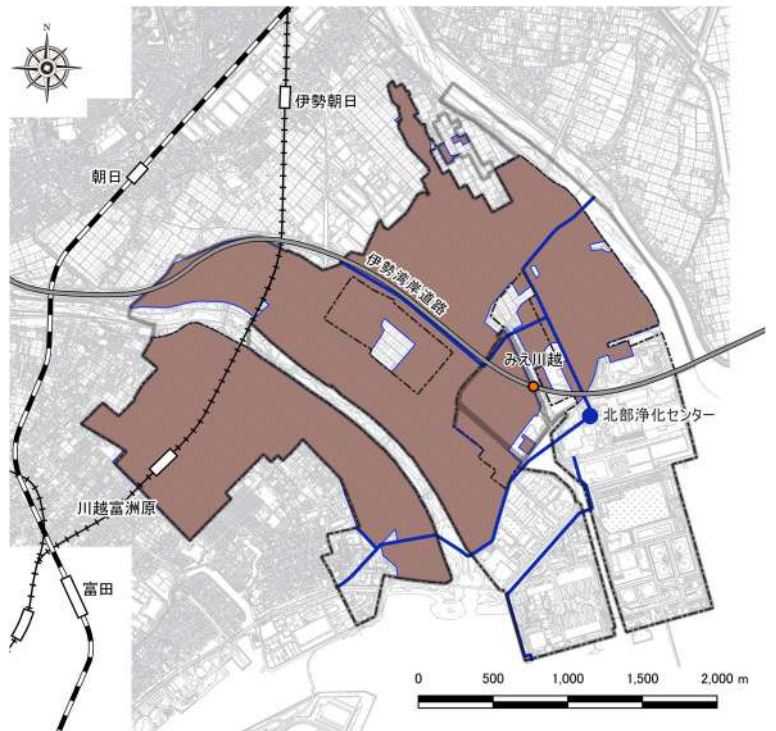 N
伊勢朝日
朝日
伊勢湾岸道路
みえ川越
北部浄化センター
川越富洲原
富田
0 500 1,000 1,500 2,000 m